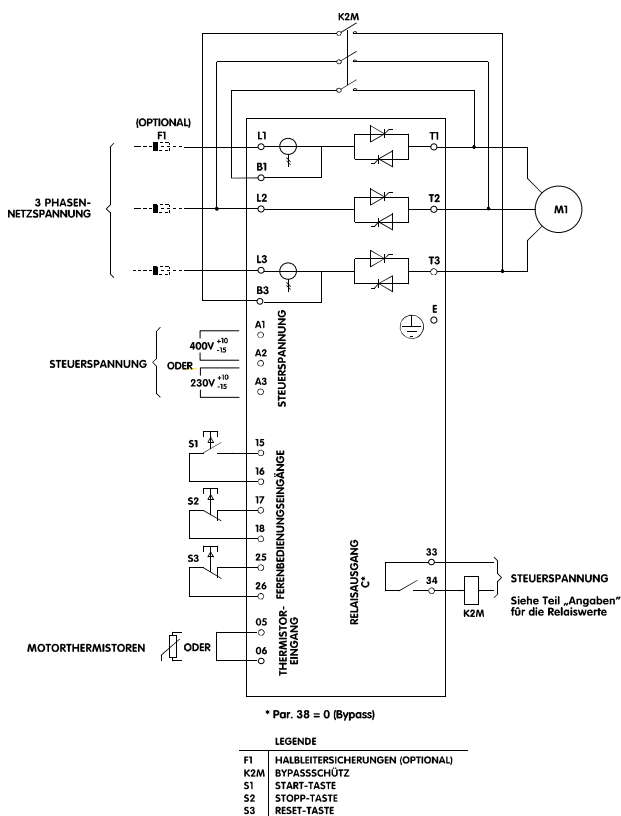 K2M
(OPTIONAL)
F1
L1
T1
B1
3 PHASEN-
NETZSPANNUNG
L2
T2
M1
L3
T3
B3
E
A1
400V +10 -15
A2
STEUERSPANNUNG
ODER
230V +10 -15
A3
STEUERSPANNUNG
S1
15
16
S2
17
18
S3
25
26
FERENBEDIENUNGSEINGÄNGE
RELAISAUSGANG
C*
33
34
K2M
STEUERSPANNUNG
Siehe Teil „Angaben”
für die Relaiswerte
05
MOTORTHERMISTOREN
ODER
06
THERMISTOR-
EINGANG
* Par. 38 = 0 (Bypass)
LEGENDE
F1 HALBLEITERSICHERUNGEN (OPTIONAL)
K2M BYPASSSCHÜTZ
S1 START-TASTE
S2 STOPP-TASTE
S3 RESET-TASTE